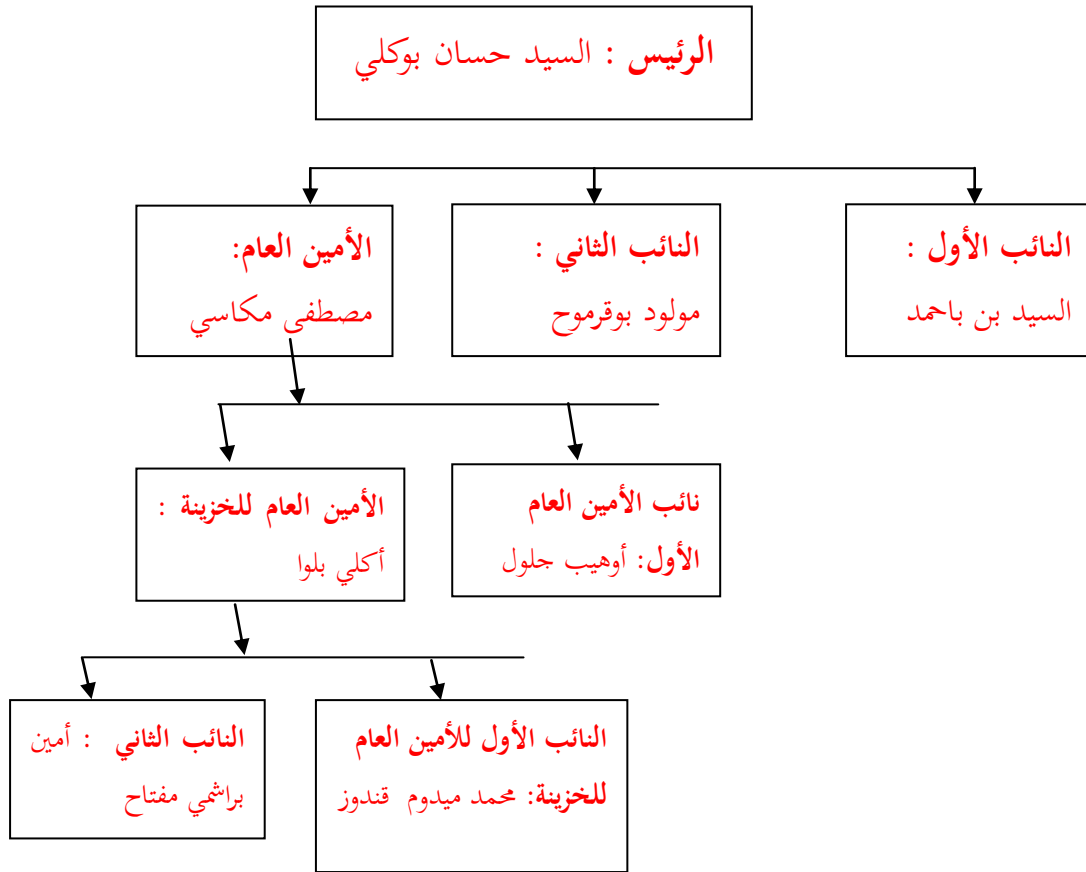 الرئيس : السيد حسان بوكلي
النائب الأول :
السيد بن باحمد
النائب الثاني :
مولود بوقرموح
الأمين العام:
مصطفى مكاسي
نائب الأمين العام
الأول: أوهيب جلول
الأمين العام للخزينة :
أكلي بلوا
النائب الأول للأمين العام
للخزينة: محمد ميدوم قندوز
النائب الثاني : أمين
براشمي مفتاح